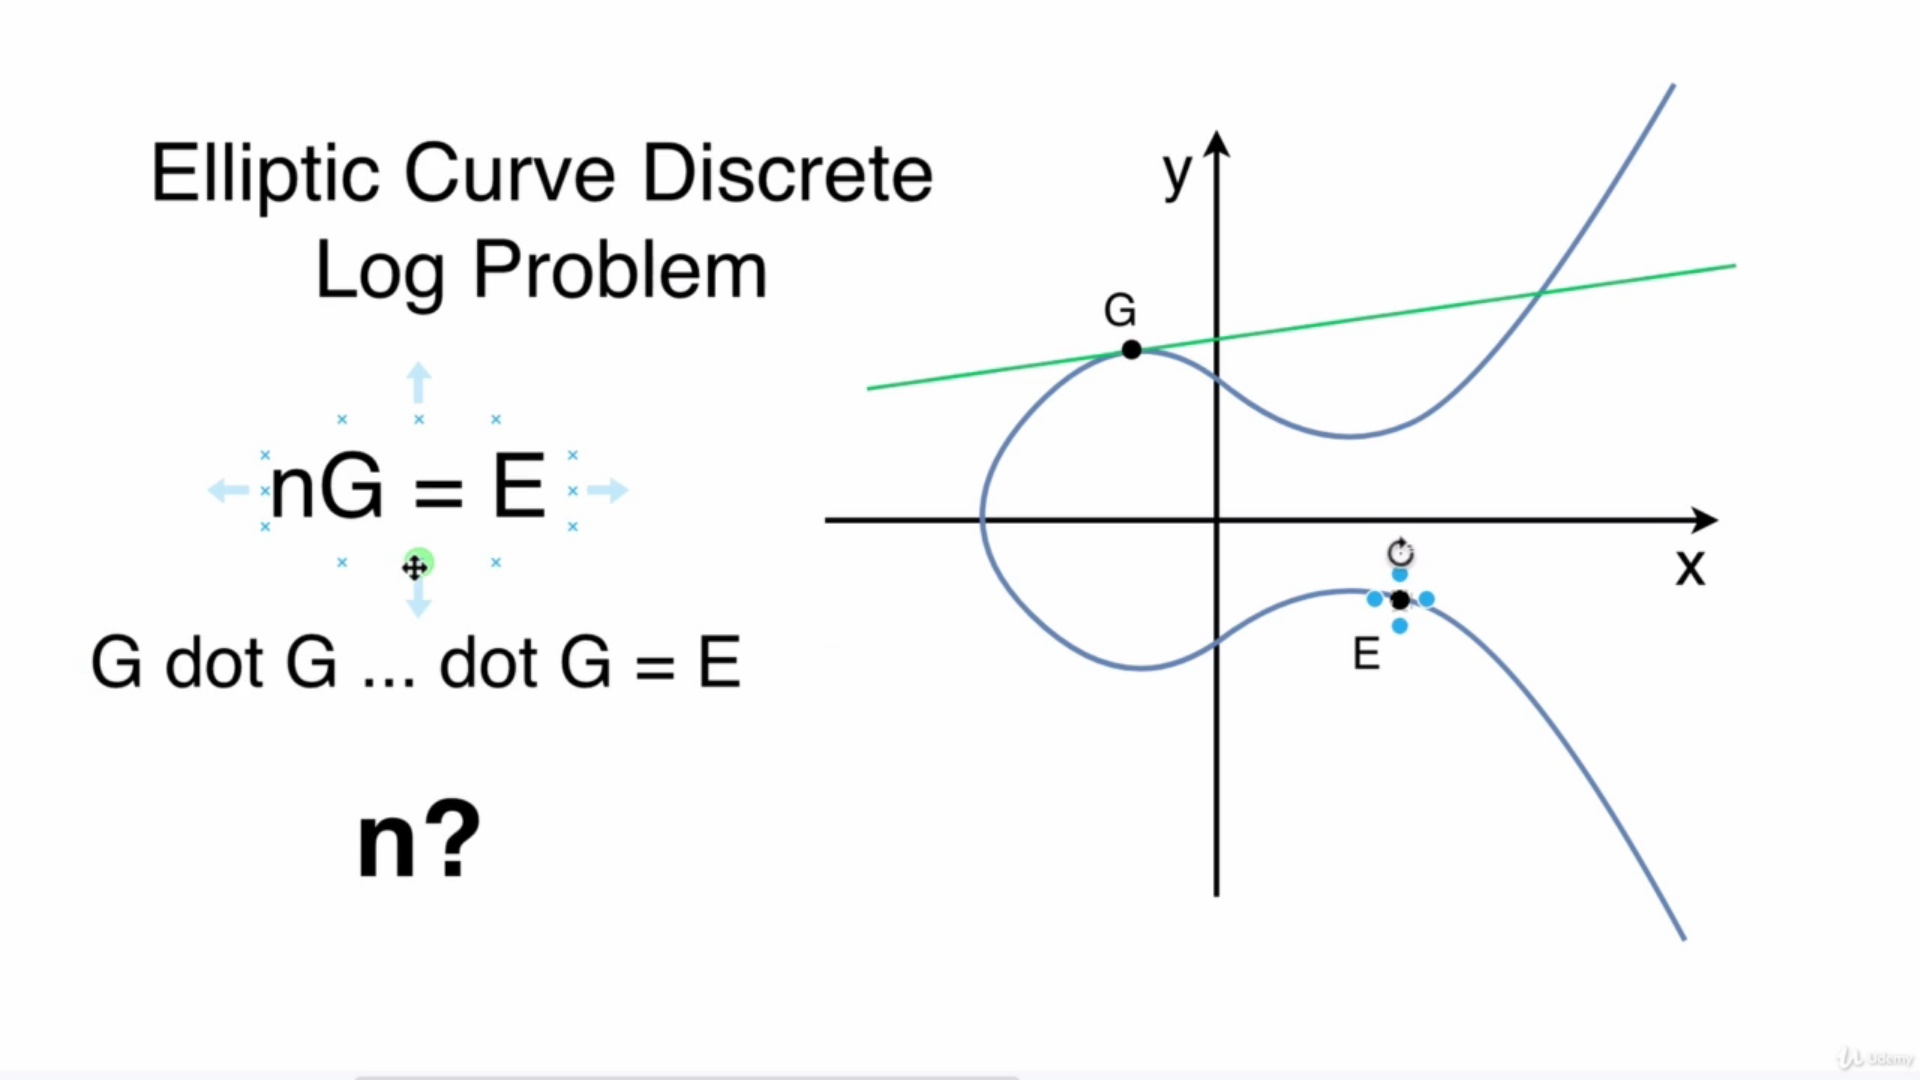 Elliptic Curve Discrete
Log Problem
nG = E
G dot G ... dot G = E
n?
y
G
x
E
Udemy